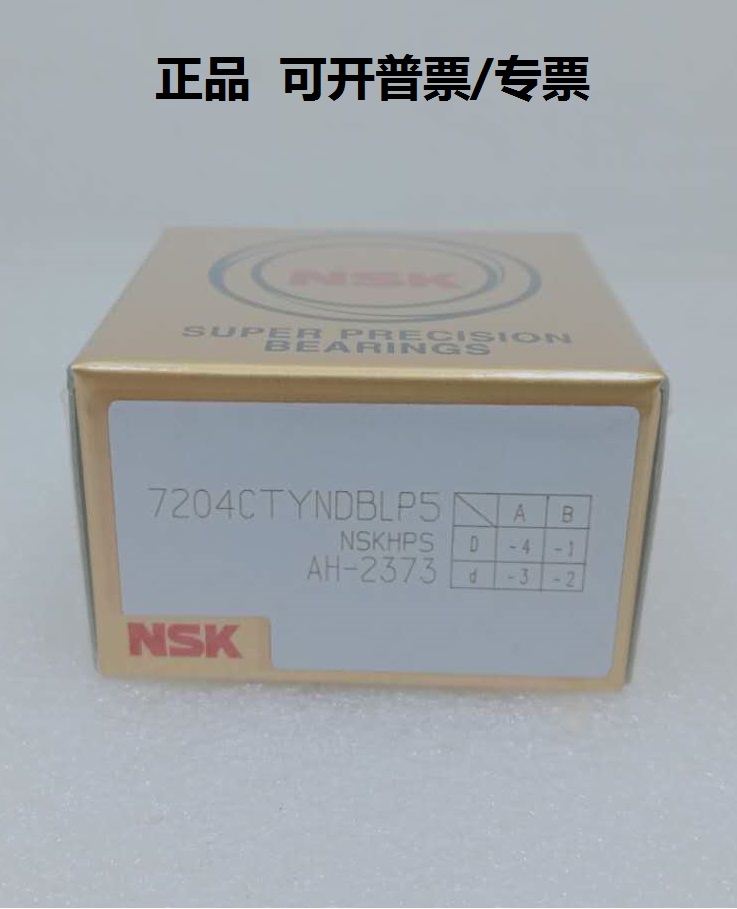 正品 可开普票/专票
NSK
SUPER PRECISION
BEARINGS
7204CTYNDBLP5
NSKHPS
AH-2373
A B
D -4 -1
d -3 -2
NSK